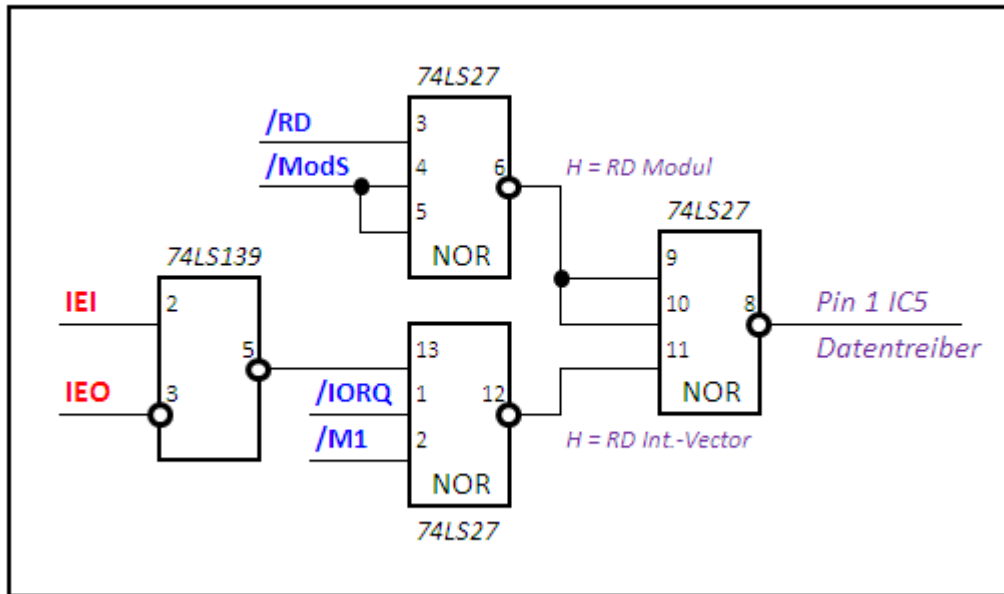 74LS27
/RD
3
/ModS
4
6
H = RD Modul
5
74LS27
74LS139
NOR
9
IEI
2
10
8
Pin 1 IC5
5
13
11
Datentreiber
IEO
3
/IORQ
1
12
NOR
/M1
2
H = RD Int.-Vector
NOR
74LS27